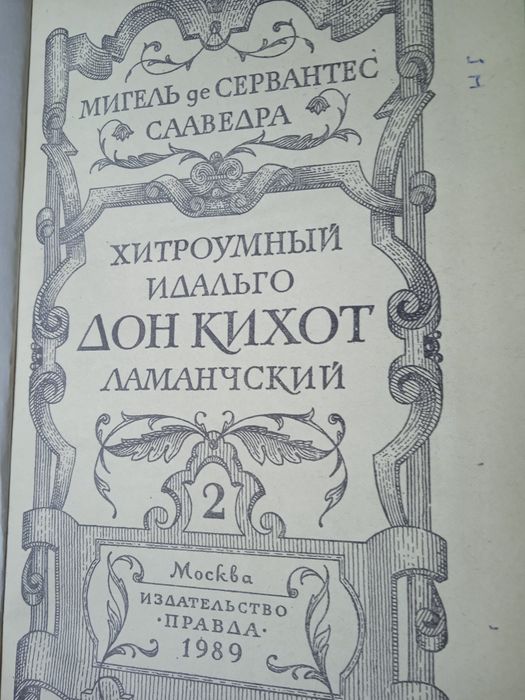 МИГЕЛЬ де СЕРВАНТЕС
СААВЕДРА
ХИТРОУМНЫЙ
ИДАЛЬГО
ДОН КИХОТ
ЛАМАНЧСКИЙ
2
Москва
ИЗДАТЕЛЬСТВО
·ПРАВДА·
1989